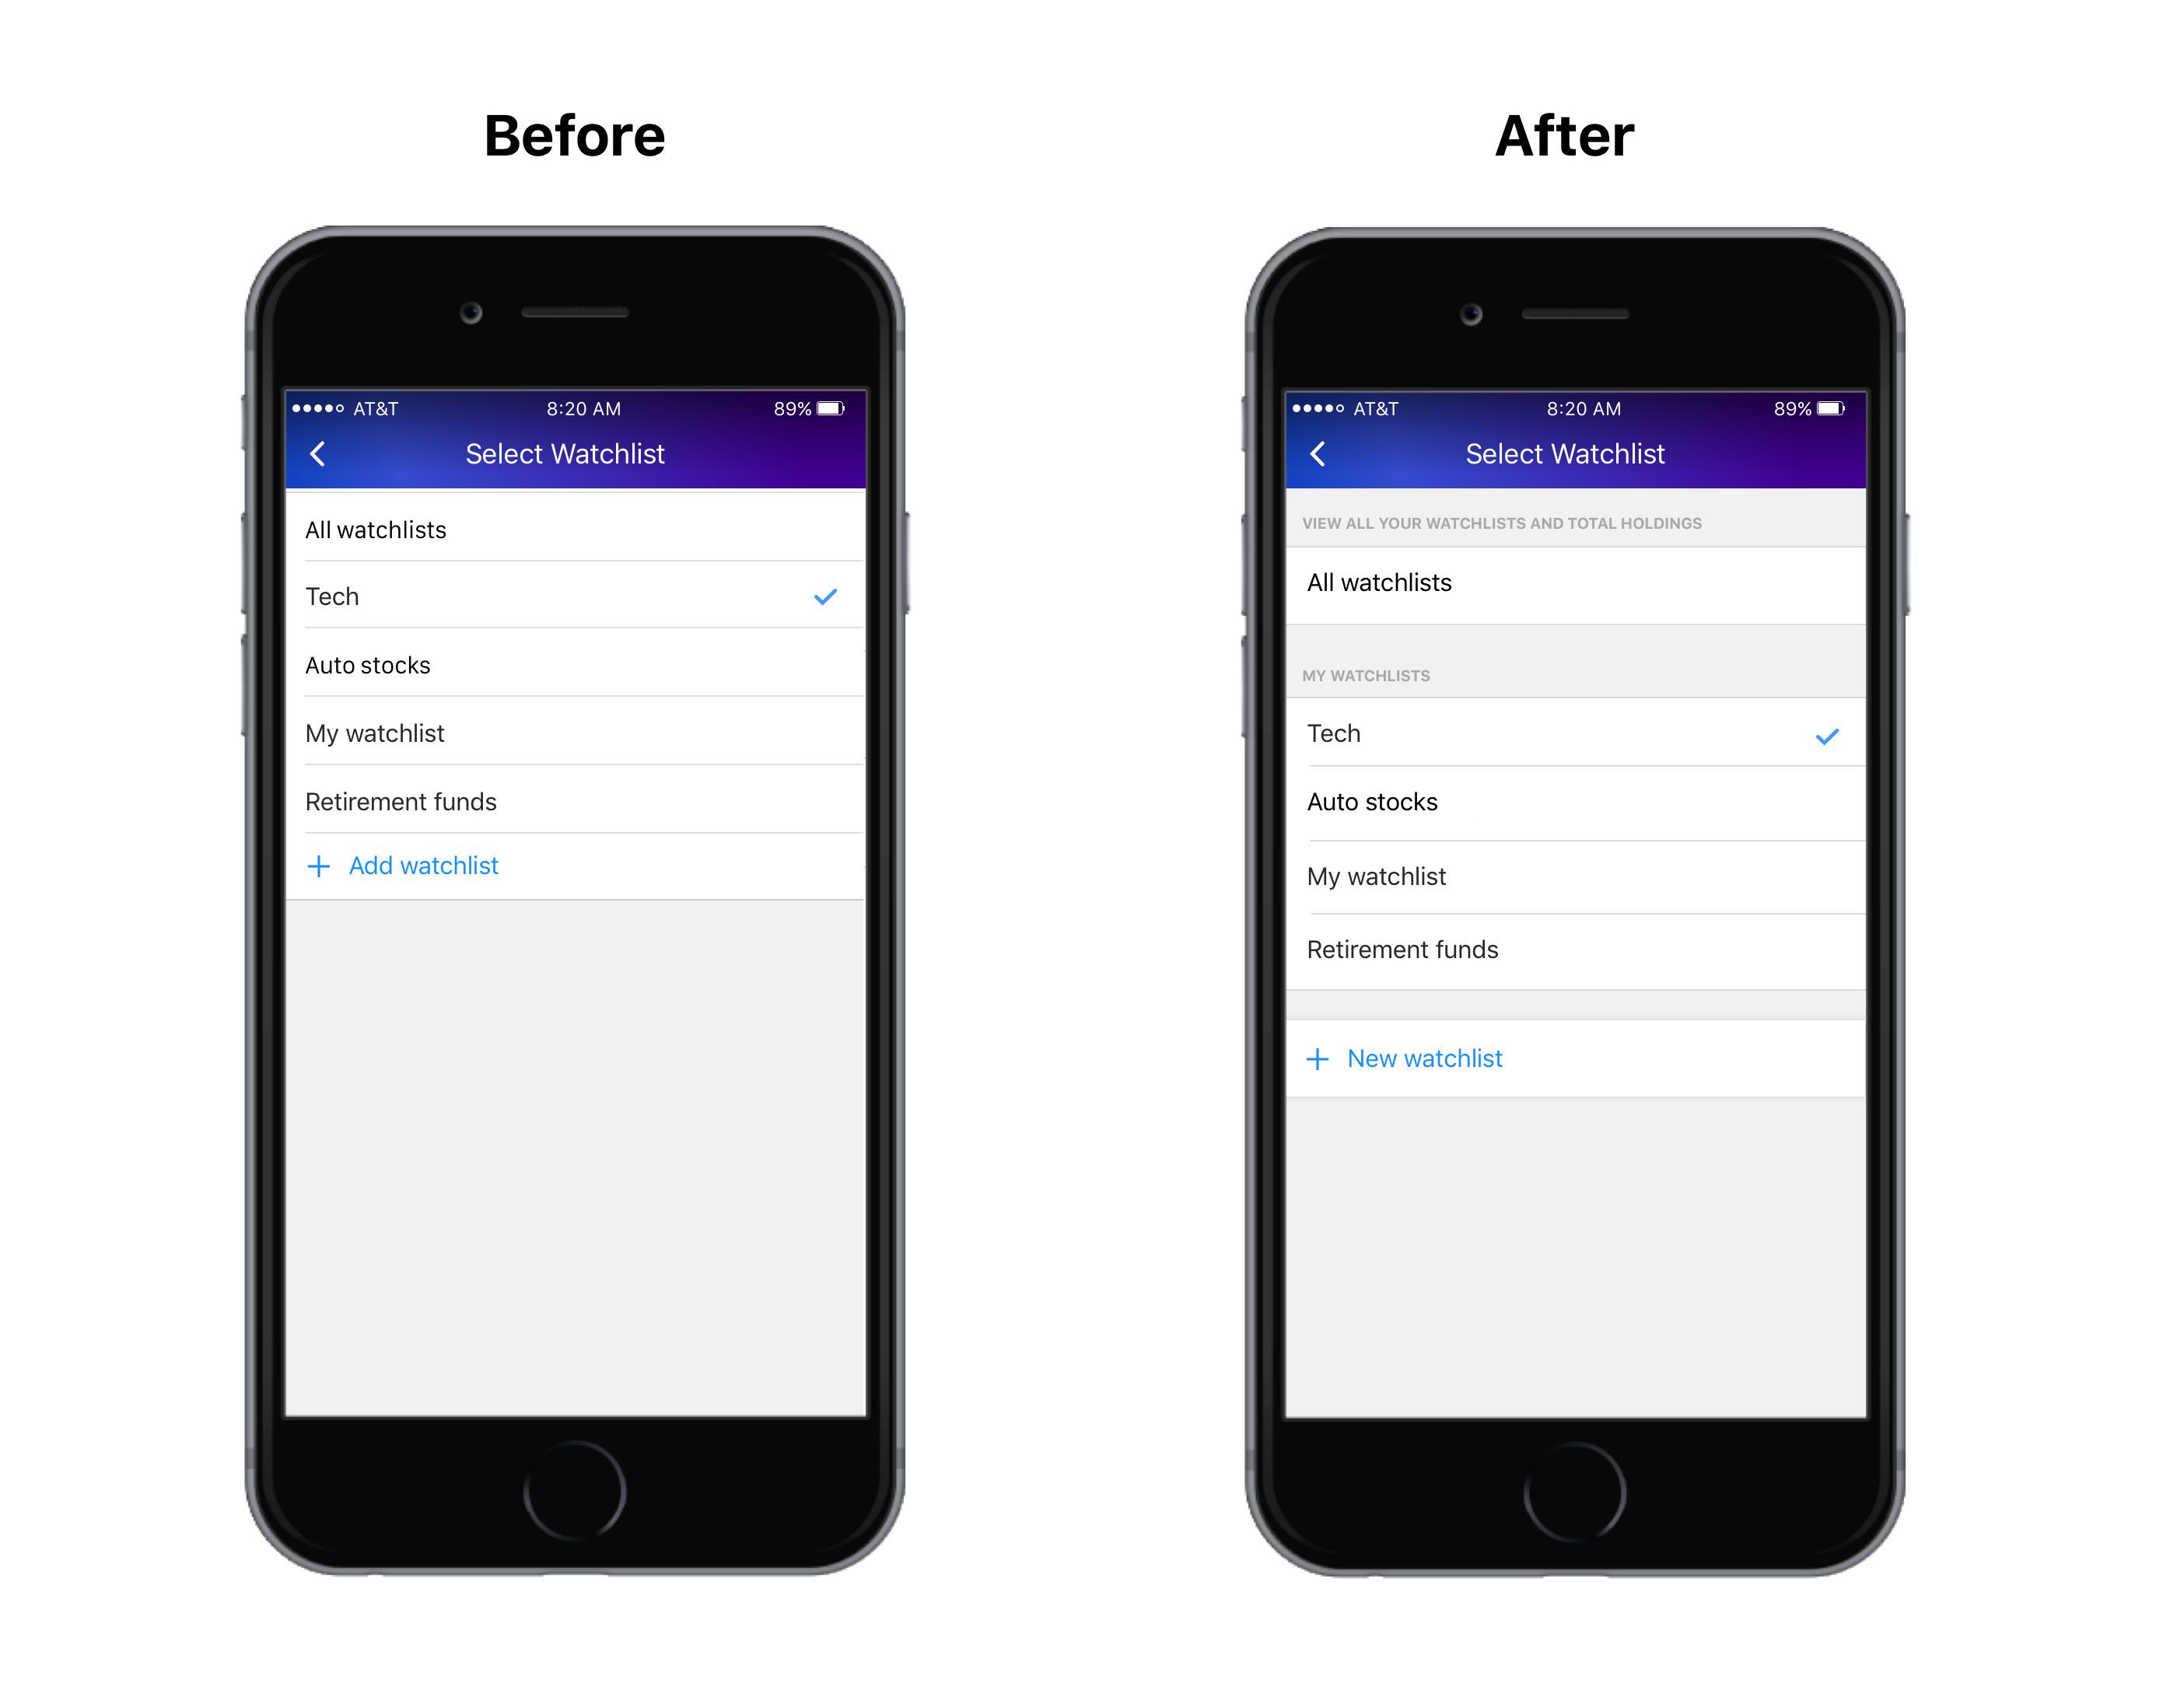 Before
AT&T 8:20 AM 89%
Select Watchlist
All watchlists
Tech
Auto stocks
My watchlist
Retirement funds
+ Add watchlist
After
AT&T 8:20 AM 89%
Select Watchlist
VIEW ALL YOUR WATCHLISTS AND TOTAL HOLDINGS
All watchlists
MY WATCHLISTS
Tech
Auto stocks
My watchlist
Retirement funds
+ New watchlist